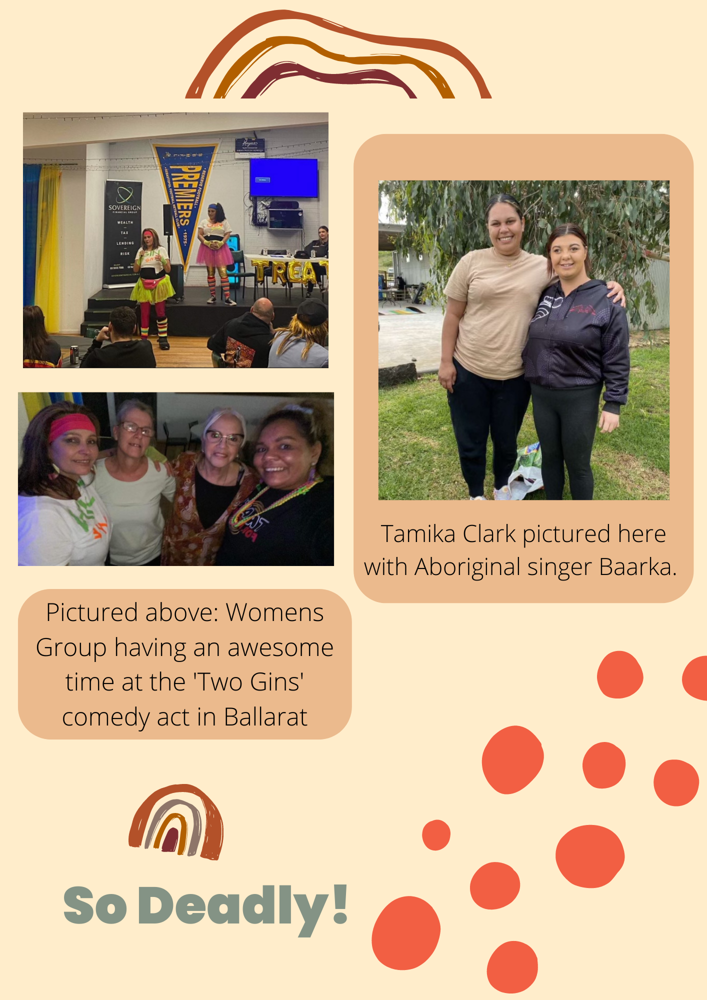 Haymes
SOVEREIGN
FINANCIAL GROUP
WEALTH
TAX
LENDING
RISK
PREMIERS
• RESERVE FOOTBALL •
• SEBASTOPOL FOOTBALL NETBALL CLUB •
• 1975 •
TREAT
GIN
Tamika Clark pictured here
with Aboriginal singer Baarka.
Pictured above: Womens
Group having an awesome
time at the 'Two Gins'
comedy act in Ballarat
So Deadly!